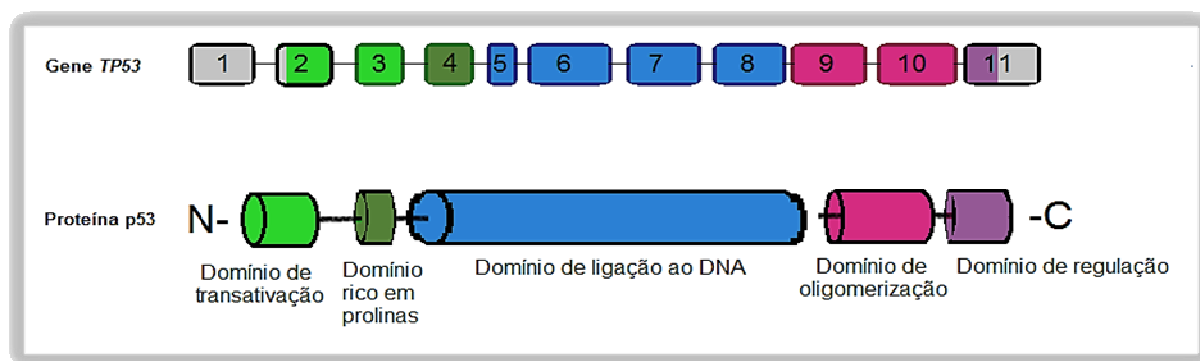 Gene TP53
1 2 3 4 5 6 7 8 9 10 11
Proteína p53
N-
-C
Domínio de
transativação
Domínio
rico em
prolinas
Domínio de ligação ao DNA
Domínio de
oligomerização
Domínio de regulação